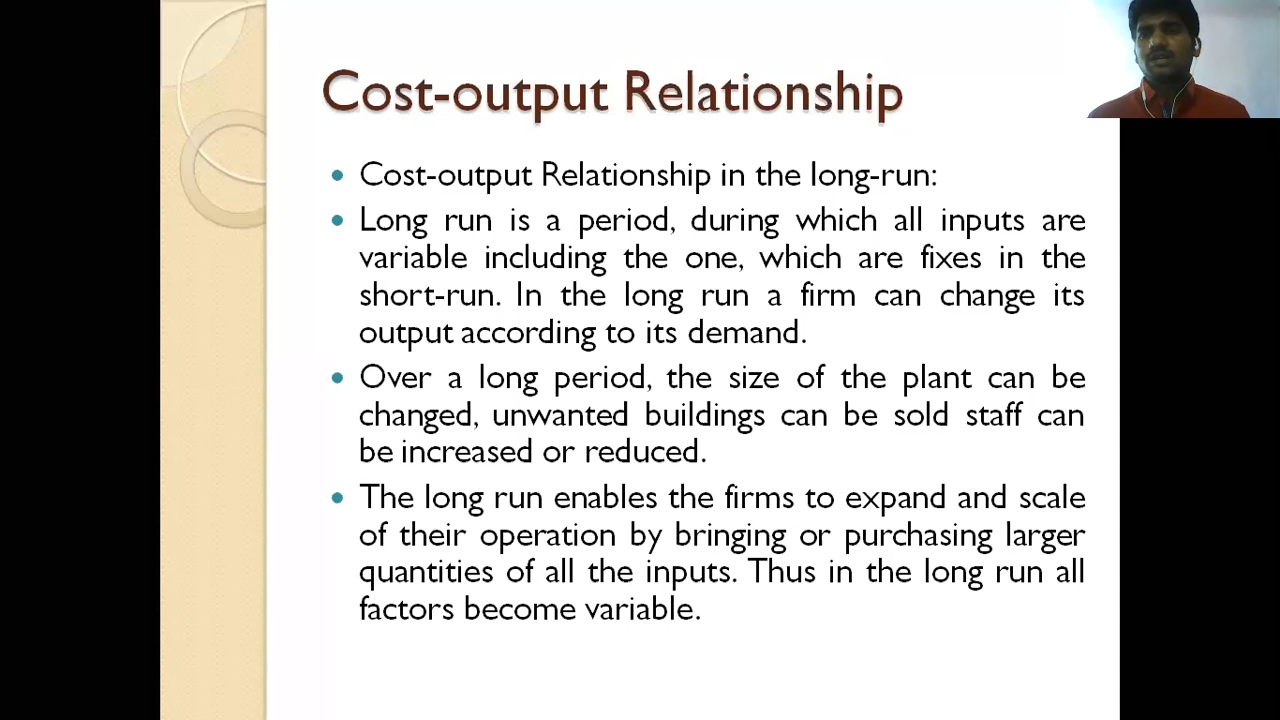 Cost-output Relationship
• Cost-output Relationship in the long-run:
• Long run is a period, during which all inputs are
variable including the one, which are fixes in the
short-run. In the long run a firm can change its
output according to its demand.
• Over a long period, the size of the plant can be
changed, unwanted buildings can be sold staff can
be increased or reduced.
• The long run enables the firms to expand and scale
of their operation by bringing or purchasing larger
quantities of all the inputs. Thus in the long run all
factors become variable.